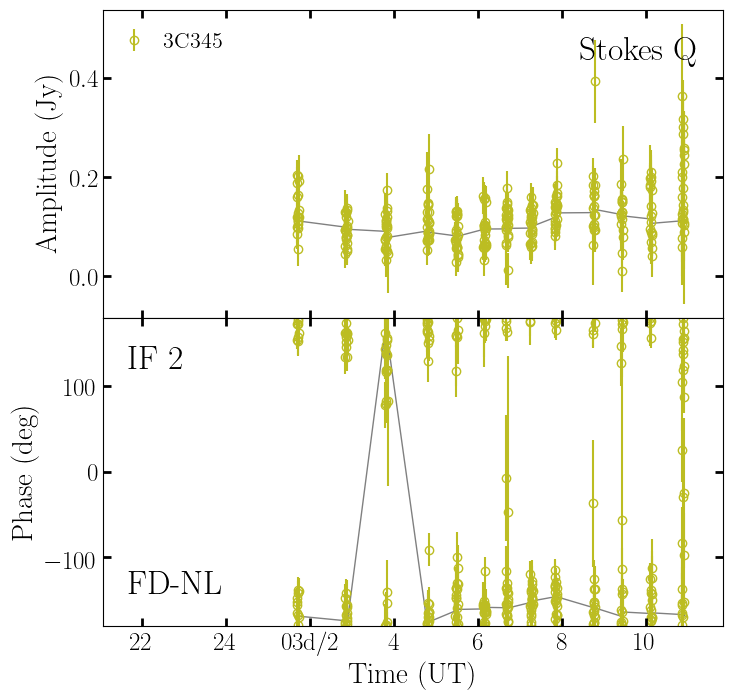 3C345
Stokes Q
Amplitude (Jy)
0.4
0.2
0.0
IF 2
Phase (deg)
100
0
−100
FD-NL
22 24 03d/2 4 6 8 10
Time (UT)